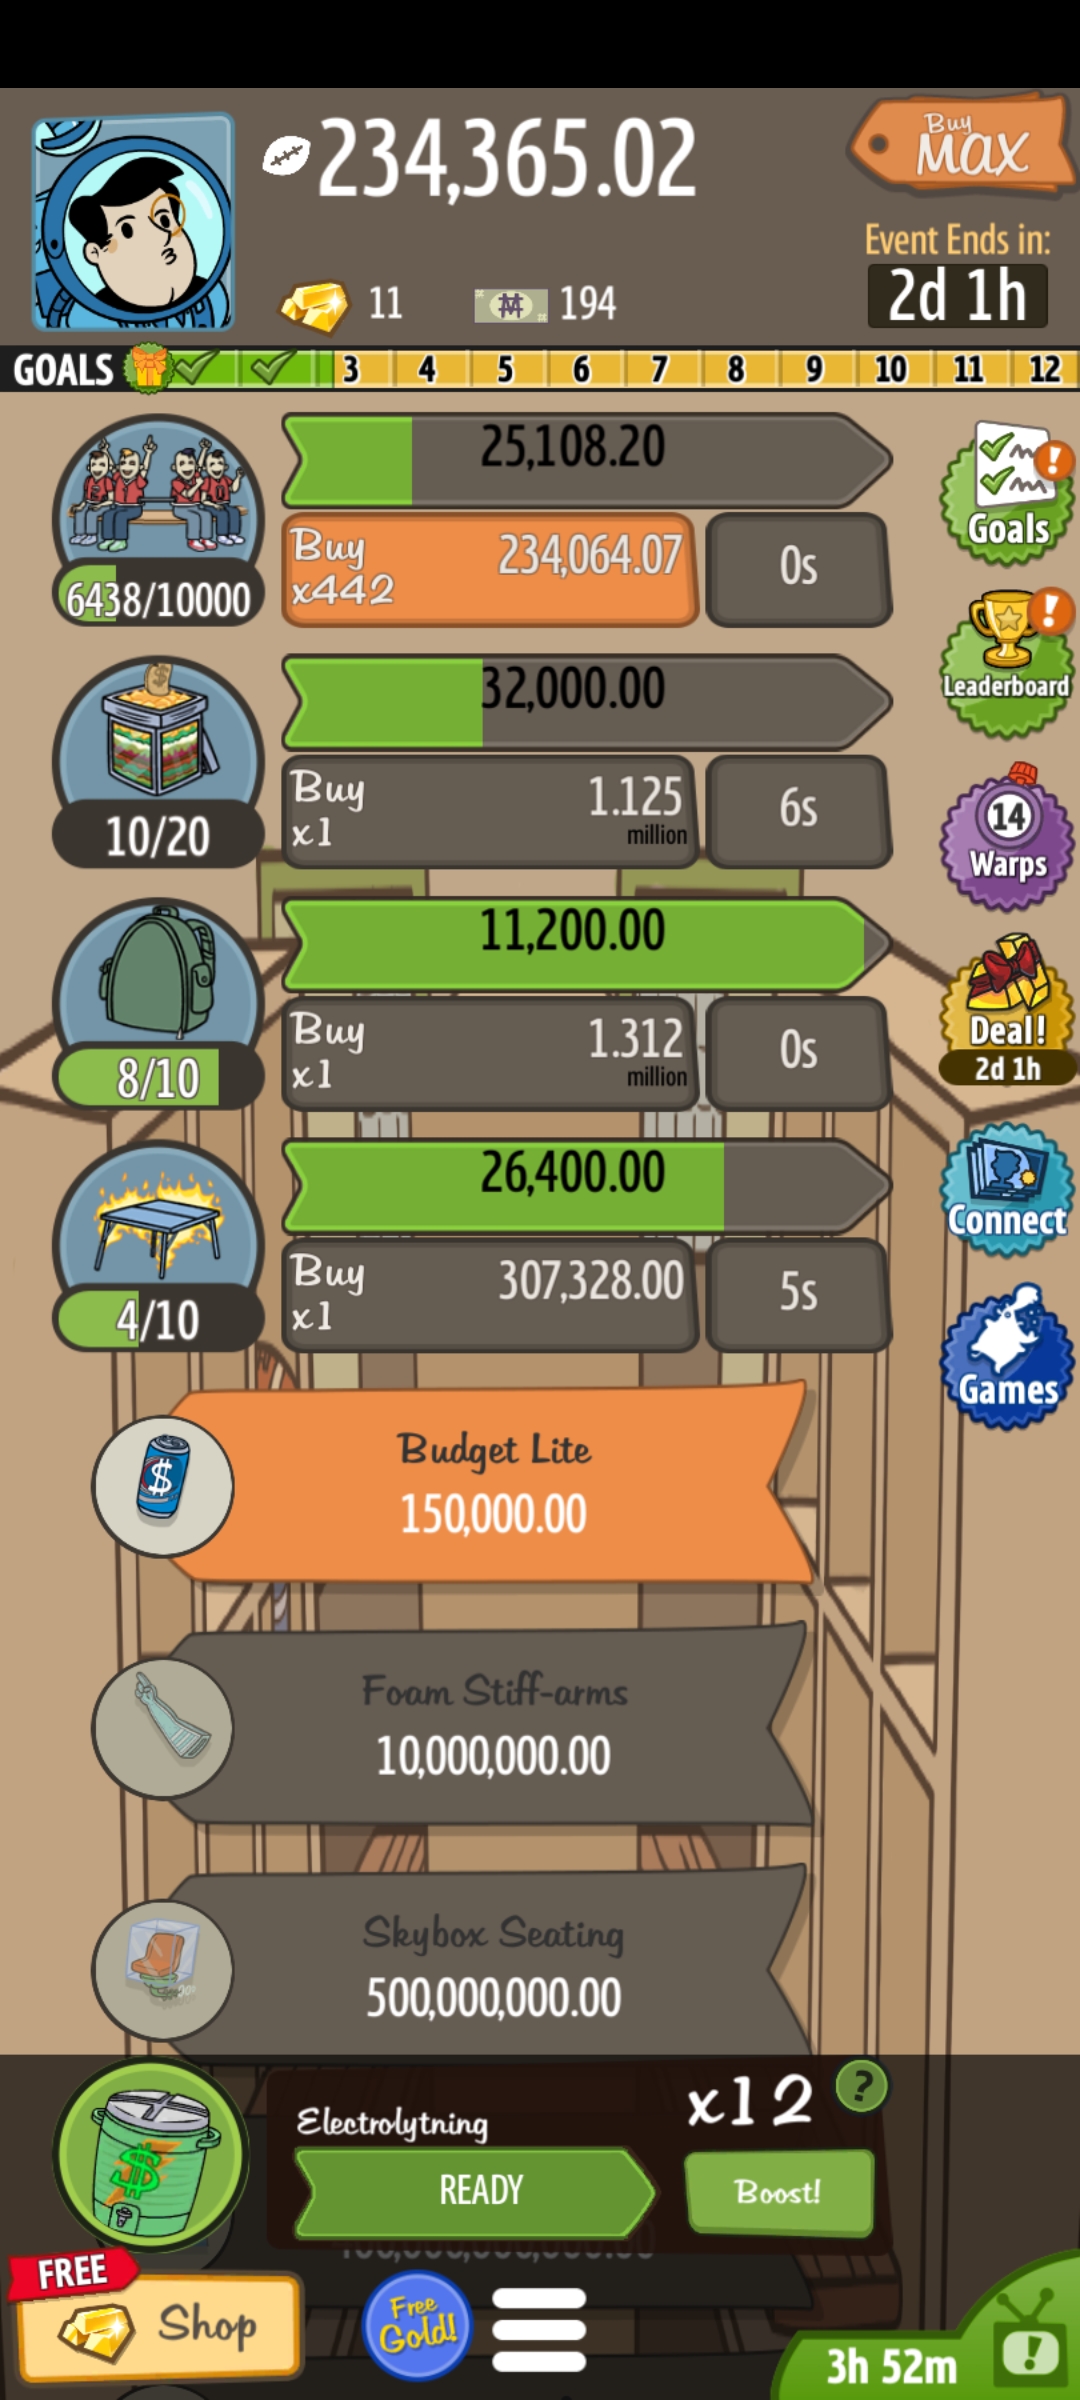 234,365.02
Buy
MAX
Event Ends in:
2d 1h
11
194
GOALS 3 4 5 6 7 8 9 10 11 12
25,108.20
Buy
x442
234,064.07
0s
6438/10000
Goals
Leaderboard
32,000.00
Buy
x1
1.125
million
6s
10/20
14
Warps
11,200.00
Buy
x1
1.312
million
0s
8/10
Deal!
2d 1h
26,400.00
Buy
x1
307,328.00
5s
4/10
Connect
Games
Budget Lite
150,000.00
Foam Stiff-arms
10,000,000.00
Skybox Seating
500,000,000.00
Electrolytning
x12
?
READY
Boost!
FREE
Shop
Free
Gold!
3h 52m